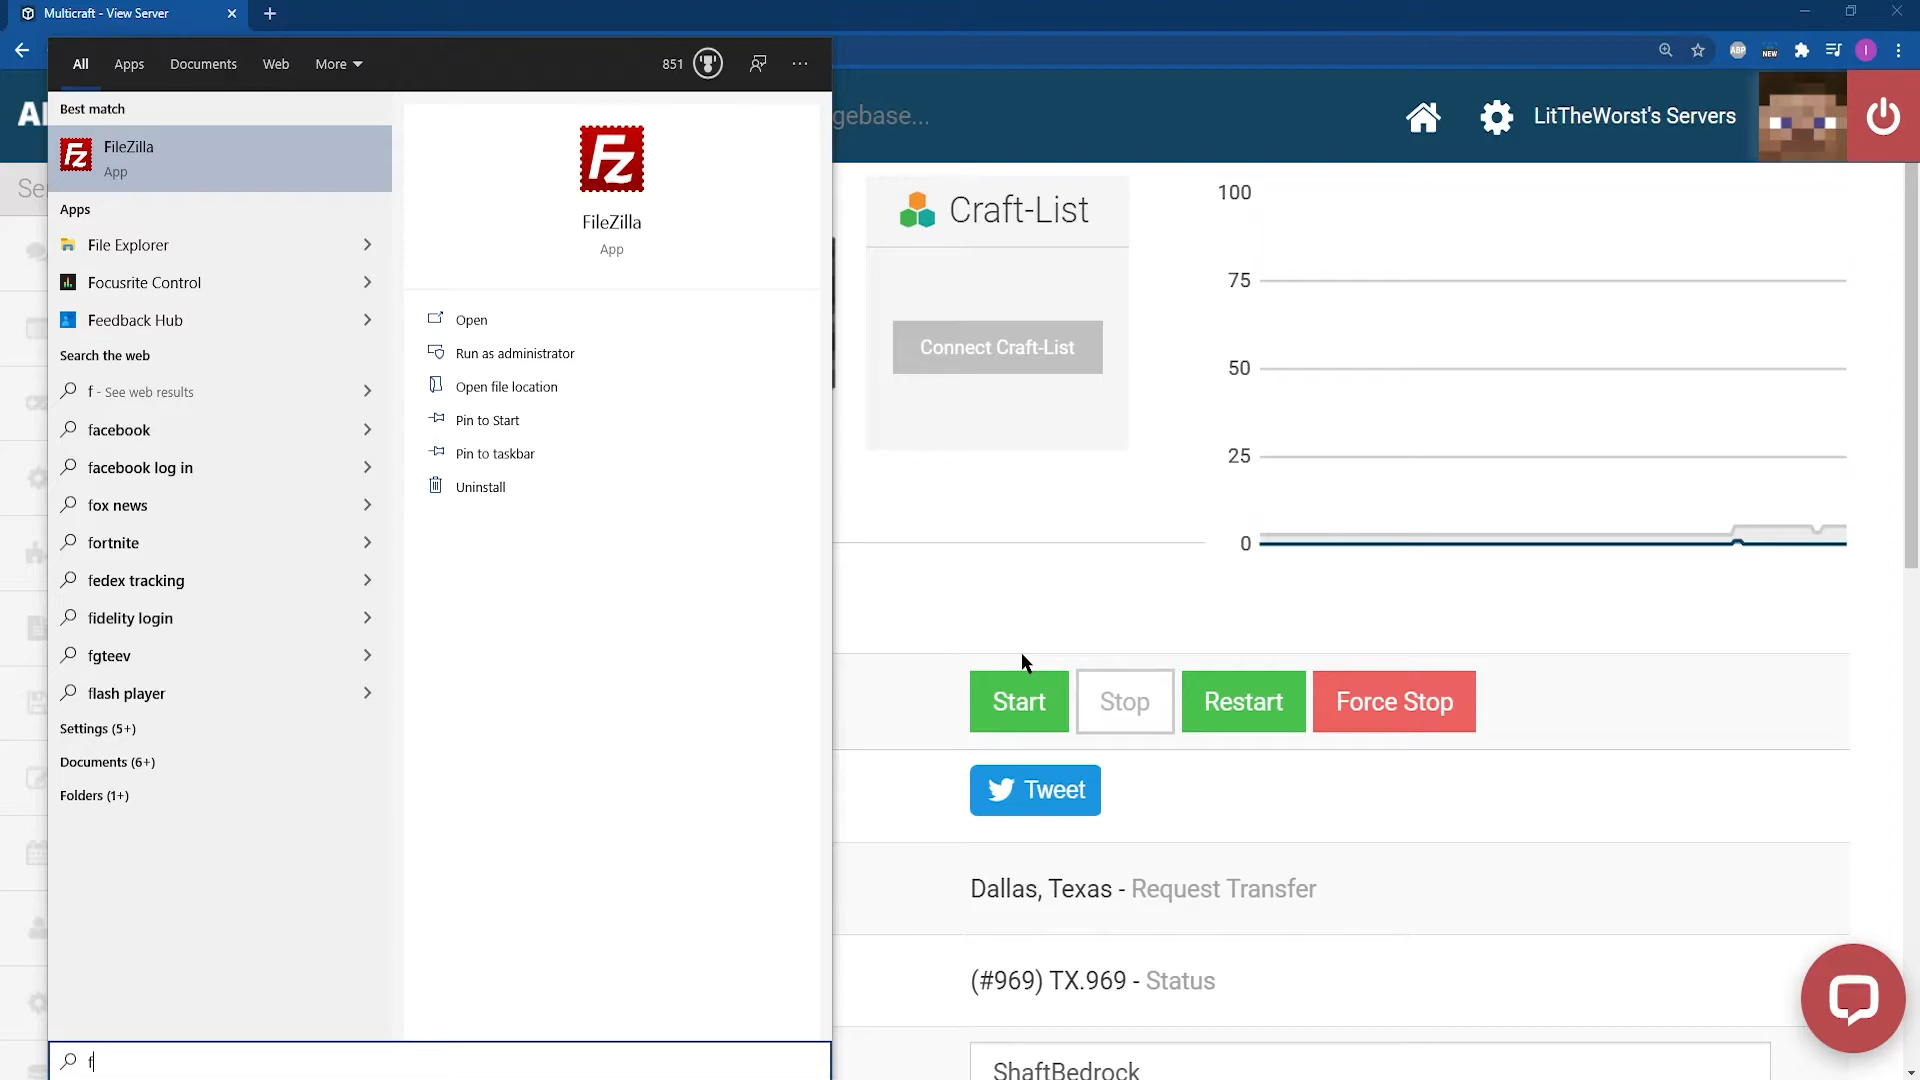 Multicraft - View Server
All
Apps
Documents
Web
More
851
Best match
FileZilla
App
Apps
File Explorer
Focusrite Control
Feedback Hub
Search the web
f - See web results
facebook
facebook log in
fox news
fortnite
fedex tracking
fidelity login
fgteev
flash player
Settings (5+)
Documents (6+)
Folders (1+)
f
Fz
FileZilla
App
Open
Run as administrator
Open file location
Pin to Start
Pin to taskbar
Uninstall
ABP
NEW
I
gebase...
LitTheWorst's Servers
Se
Craft-List
Connect Craft-List
100
75
50
25
0
Start
Stop
Restart
Force Stop
Tweet
Dallas, Texas - Request Transfer
(#969) TX.969 - Status
ShaftBedrock